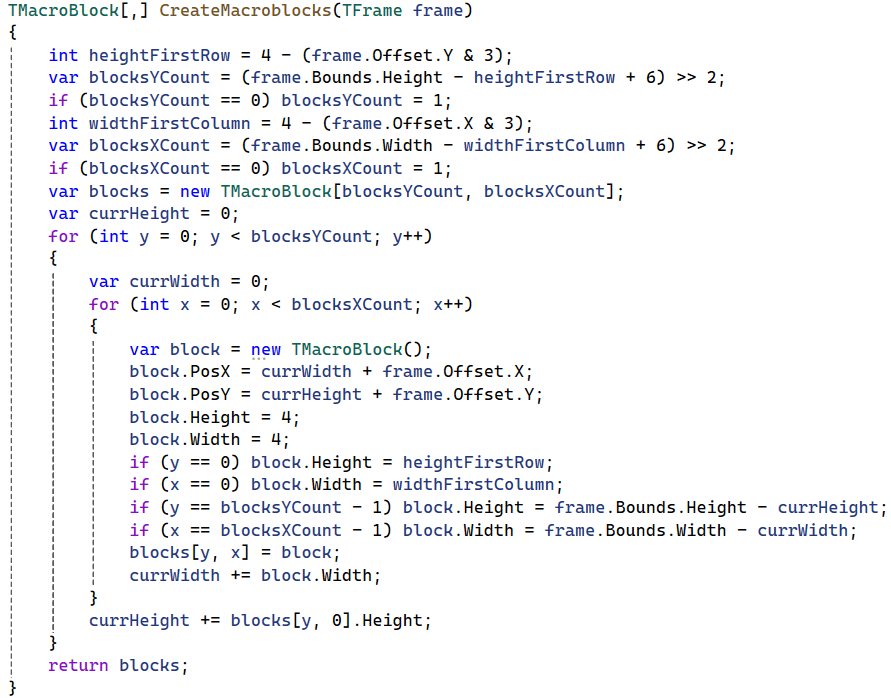 TMacroBlock[,] CreateMacroblocks(TFrame frame)
{
    int heightFirstRow = 4 - (frame.Offset.Y & 3);
    var blocksYCount = (frame.Bounds.Height - heightFirstRow + 6) >> 2;
    if (blocksYCount == 0) blocksYCount = 1;
    int widthFirstColumn = 4 - (frame.Offset.X & 3);
    var blocksXCount = (frame.Bounds.Width - widthFirstColumn + 6) >> 2;
    if (blocksXCount == 0) blocksXCount = 1;
    var blocks = new TMacroBlock[blocksYCount, blocksXCount];
    var currHeight = 0;
    for (int y = 0; y < blocksYCount; y++)
    {
        var currWidth = 0;
        for (int x = 0; x < blocksXCount; x++)
        {
            var block = new TMacroBlock();
            block.PosX = currWidth + frame.Offset.X;
            block.PosY = currHeight + frame.Offset.Y;
            block.Height = 4;
            block.Width = 4;
            if (y == 0) block.Height = heightFirstRow;
            if (x == 0) block.Width = widthFirstColumn;
            if (y == blocksYCount - 1) block.Height = frame.Bounds.Height - currHeight;
            if (x == blocksXCount - 1) block.Width = frame.Bounds.Width - currWidth;
            blocks[y, x] = block;
            currWidth += block.Width;
        }
        currHeight += blocks[y, 0].Height;
    }
    return blocks;
}